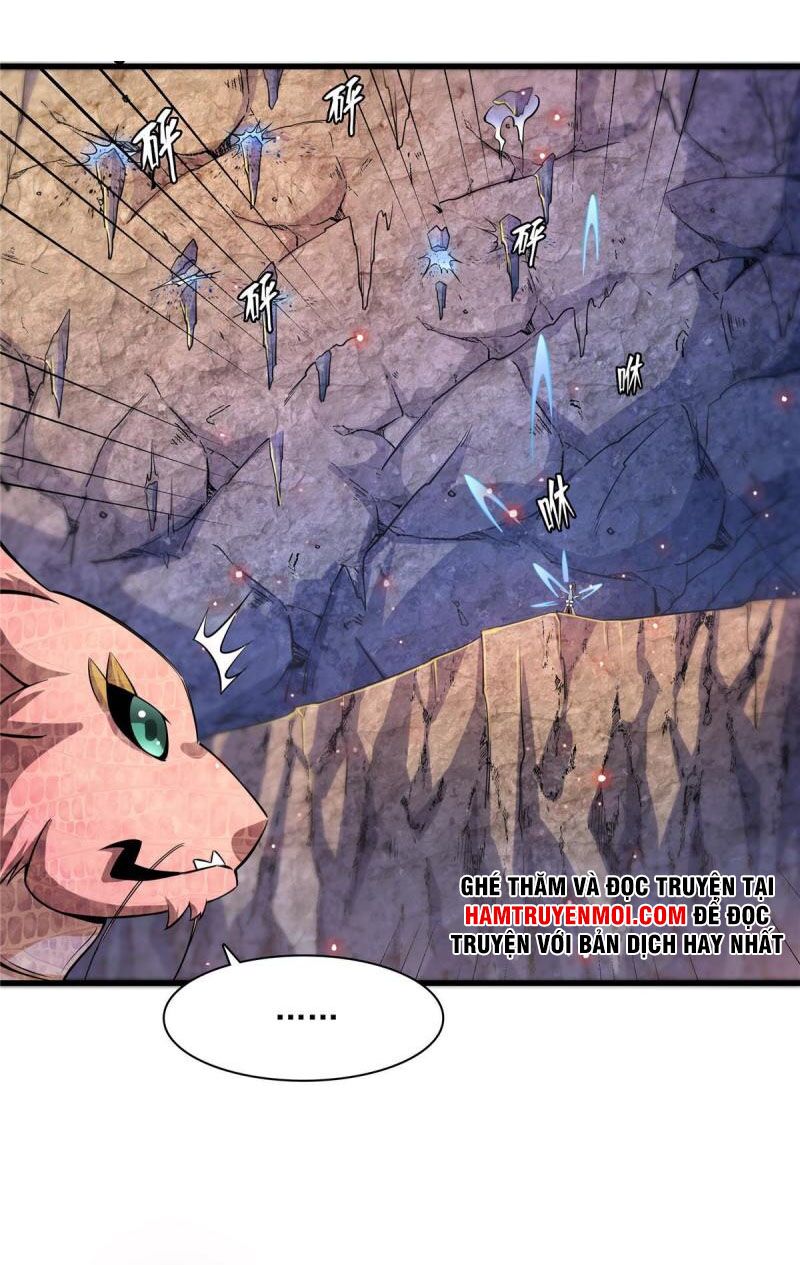 砰
砰
砰
砰
咻
咻
GHÉ THĂM VÀ ĐỌC TRUYỆN TẠI
HAMTRUYENMOI.COM ĐỂ ĐỌC
TRUYỆN VỚI BẢN DỊCH HAY NHẤT
......